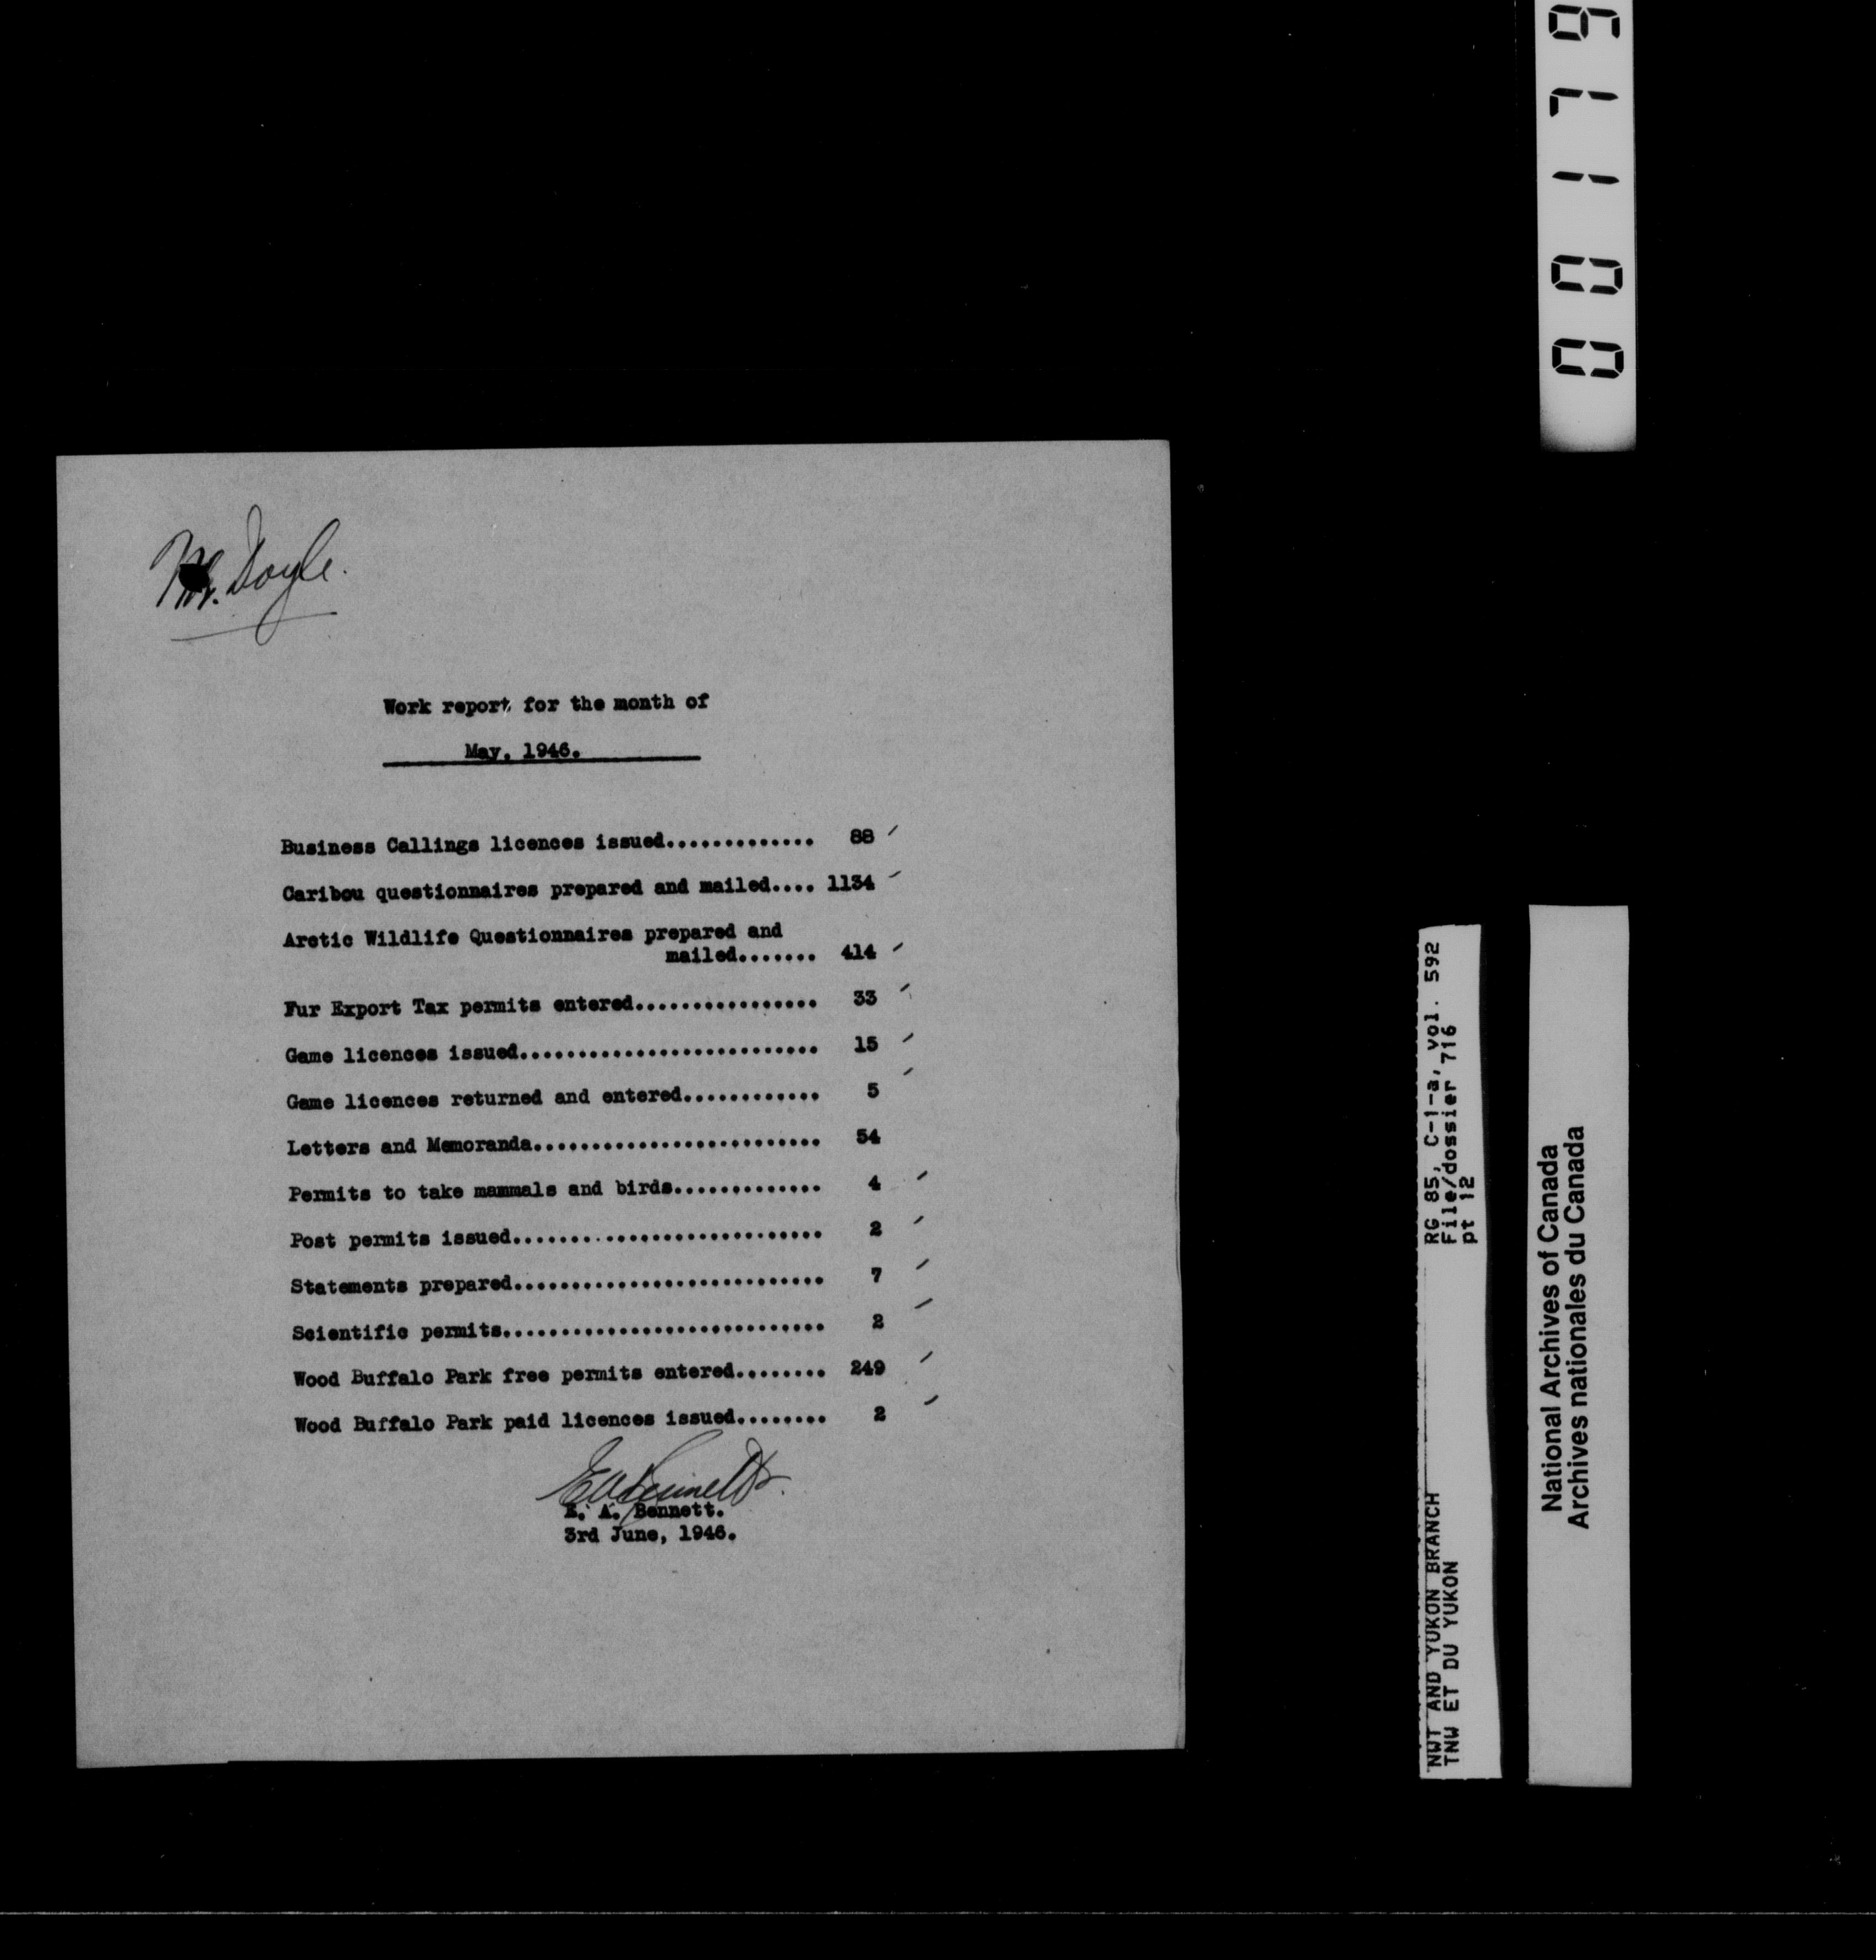 Mr. Doyle.
Work report for the month of
May, 1946.
Business Callings licences issued............. 88
Caribou questionnaires prepared and mailed.... 1134
Arctic Wildlife Questionnaires prepared and
mailed....... 414
Fur Export Tax permits entered................ 33
Game licences issued.......................... 15
Game licences returned and entered............ 5
Letters and Memoranda......................... 54
Permits to take mammals and birds............. 4
Post permits issued........................... 2
Statements prepared........................... 7
Scientific permits............................ 2
Wood Buffalo Park free permits entered........ 249
Wood Buffalo Park paid licences issued........ 2
E A Bennett
E. A. Bennett.
3rd June, 1946.
00179
NWT AND YUKON BRANCH
TNW ET DU YUKON
RG 85, C-1-a, vol. 592
File/dossier 716
pt 12
National Archives of Canada
Archives nationales du Canada